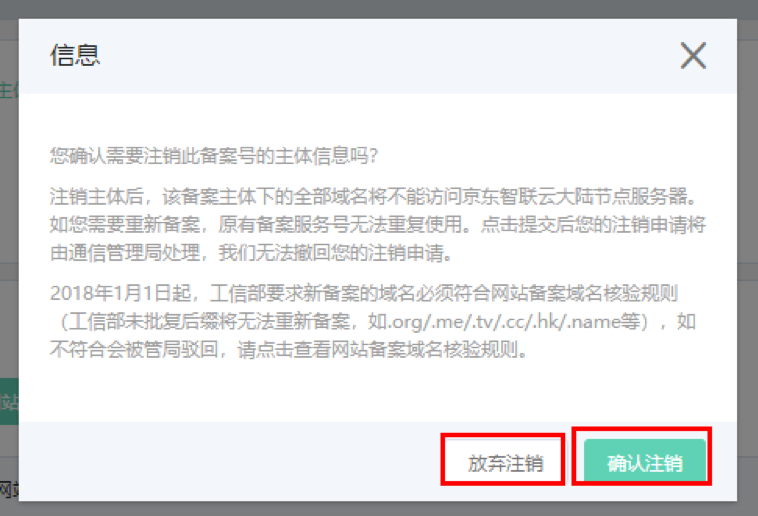 信息
主体
您确认需要注销此备案号的主体信息吗？
注销主体后，该备案主体下的全部域名将不能访问京东智联云大陆节点服务器。
如您需要重新备案，原有备案服务号无法重复使用。点击提交后您的注销申请将
由通信管理局处理，我们无法撤回您的注销申请。
2018年1月1日起，工信部要求新备案的域名必须符合网站备案域名核验规则
（工信部未批复后缀将无法重新备案，如.org/.me/.tv/.cc/.hk/.name等），如
不符合会被管局驳回，请点击查看网站备案域名核验规则。
站
放弃注销 确认注销
网站